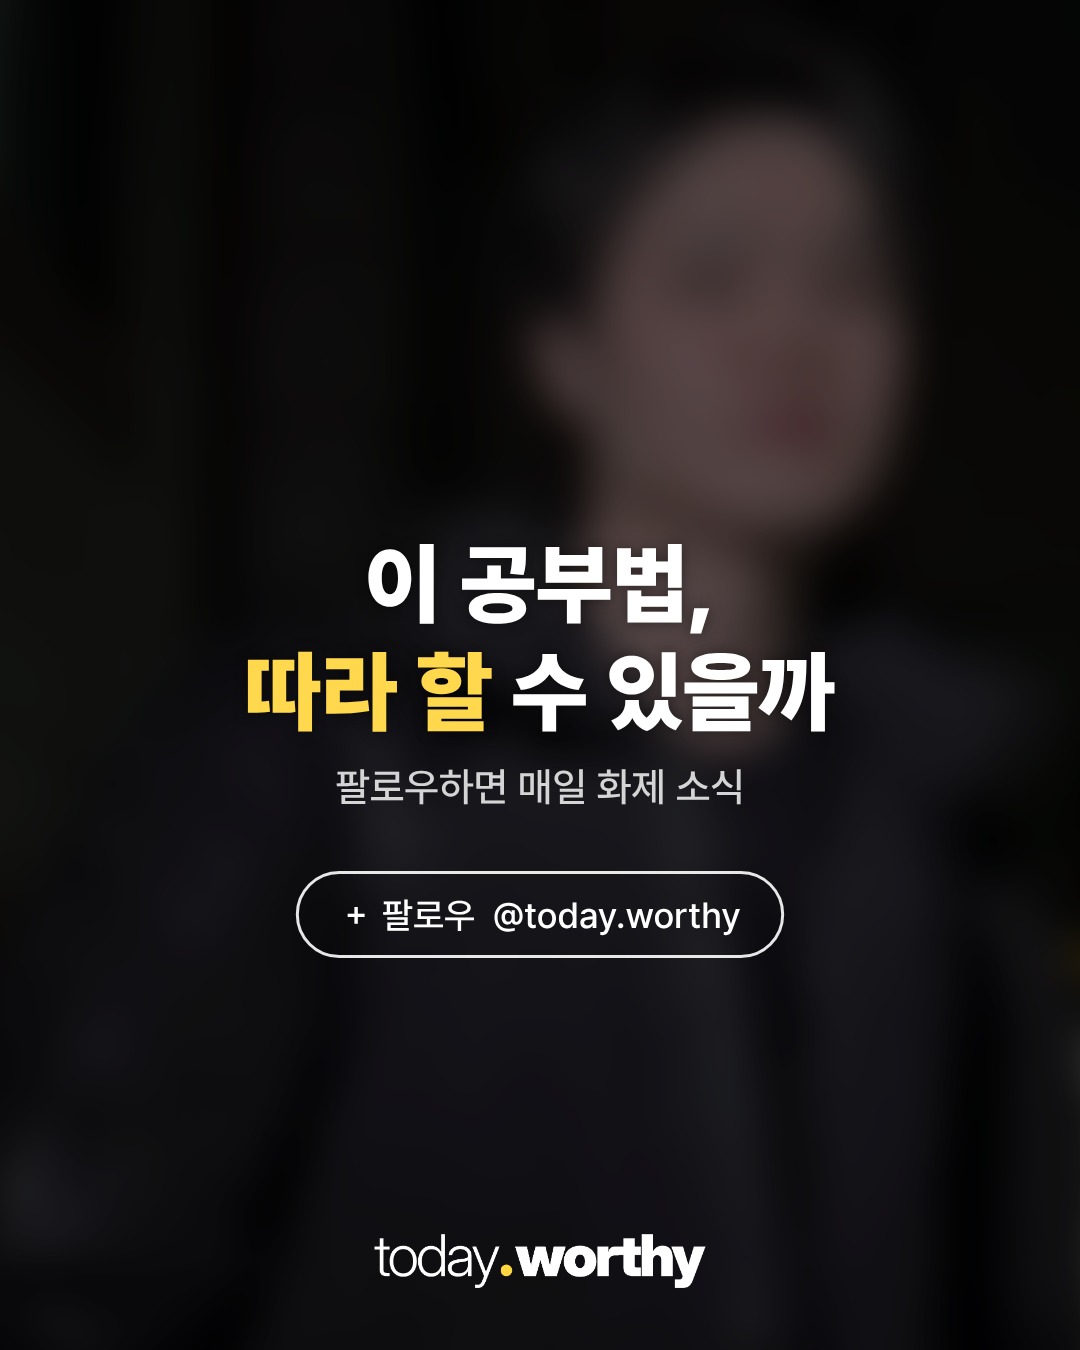 이 공부법,
따라 할 수 있을까
팔로우하면 매일 화제 소식
+ 팔로우 @today.worthy
today.worthy